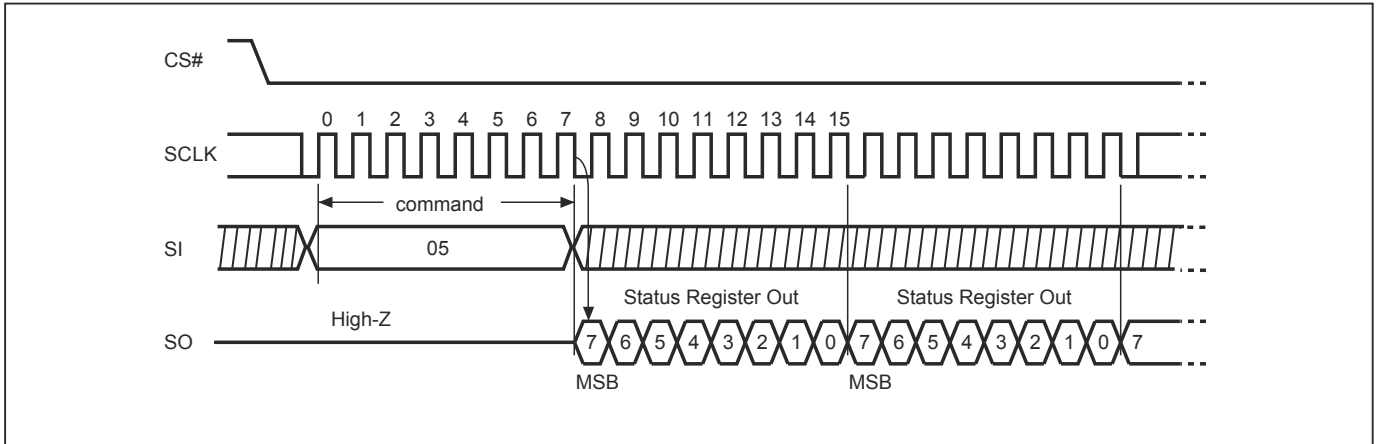 CS#
0 1 2 3 4 5 6 7 8 9 10 11 12 13 14 15
SCLK
command
SI 05
Status Register Out Status Register Out
High-Z
SO 7 6 5 4 3 2 1 0 7 6 5 4 3 2 1 0 7
MSB MSB